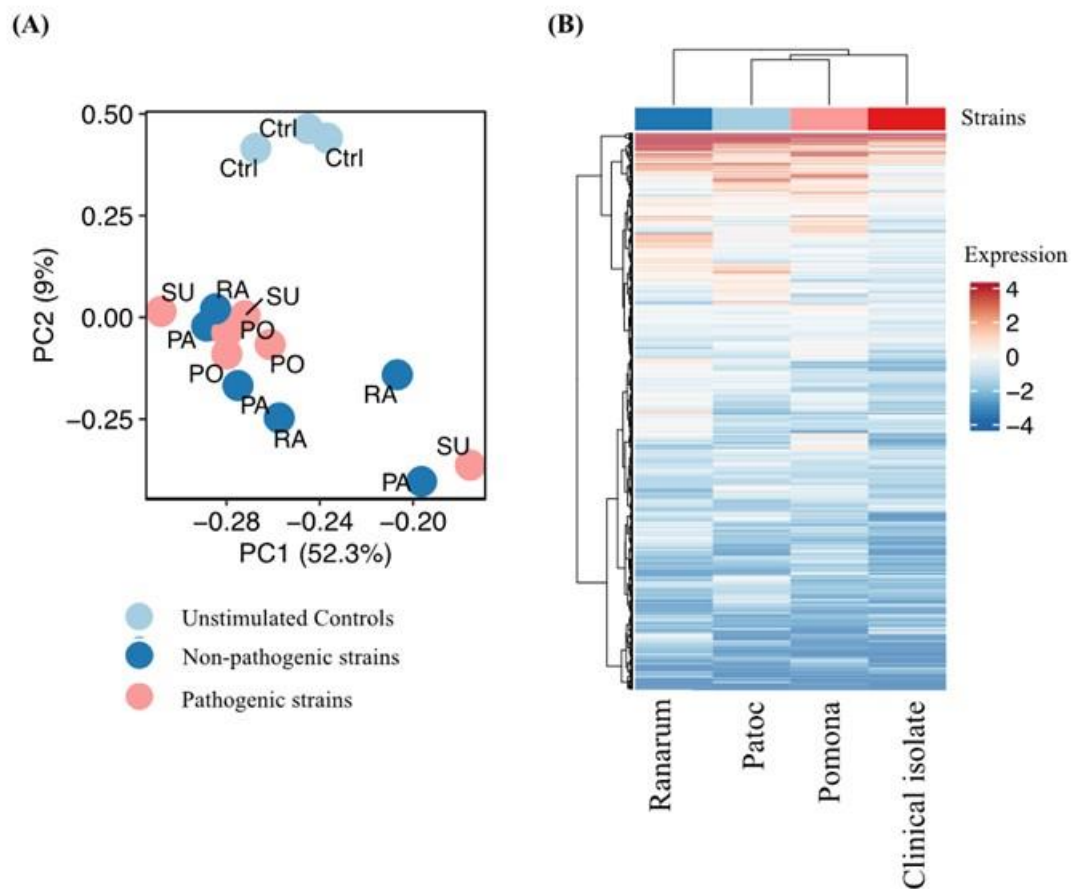 (A)
0.50
0.25
0.00
−0.25
PC2 (9%)
Ctrl
Ctrl
Ctrl
SU
RA
SU
PA
PO
PO
PO
PA
RA
RA
SU
PA
−0.28
−0.24
−0.20
PC1 (52.3%)
Unstimulated Controls
Non-pathogenic strains
Pathogenic strains
(B)
Strains
Expression
4
2
0
−2
−4
Ranarum
Patoc
Pomona
Clinical isolate